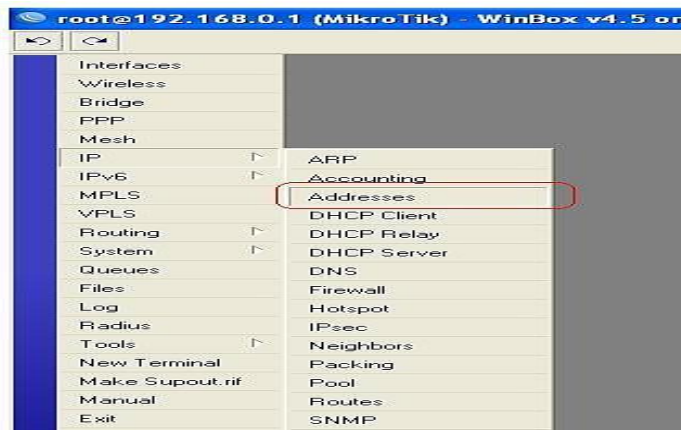 root@192.168.0.1 (MikroTik) - WinBox v4.5 on
Interfaces
Wireless
Bridge
PPP
Mesh
IP
IPv6
MPLS
VPLS
Routing
System
Queues
Files
Log
Radius
Tools
New Terminal
Make Supout.rif
Manual
Exit
ARP
Accounting
Addresses
DHCP Client
DHCP Relay
DHCP Server
DNS
Firewall
Hotspot
IPsec
Neighbors
Packing
Pool
Routes
SNMP